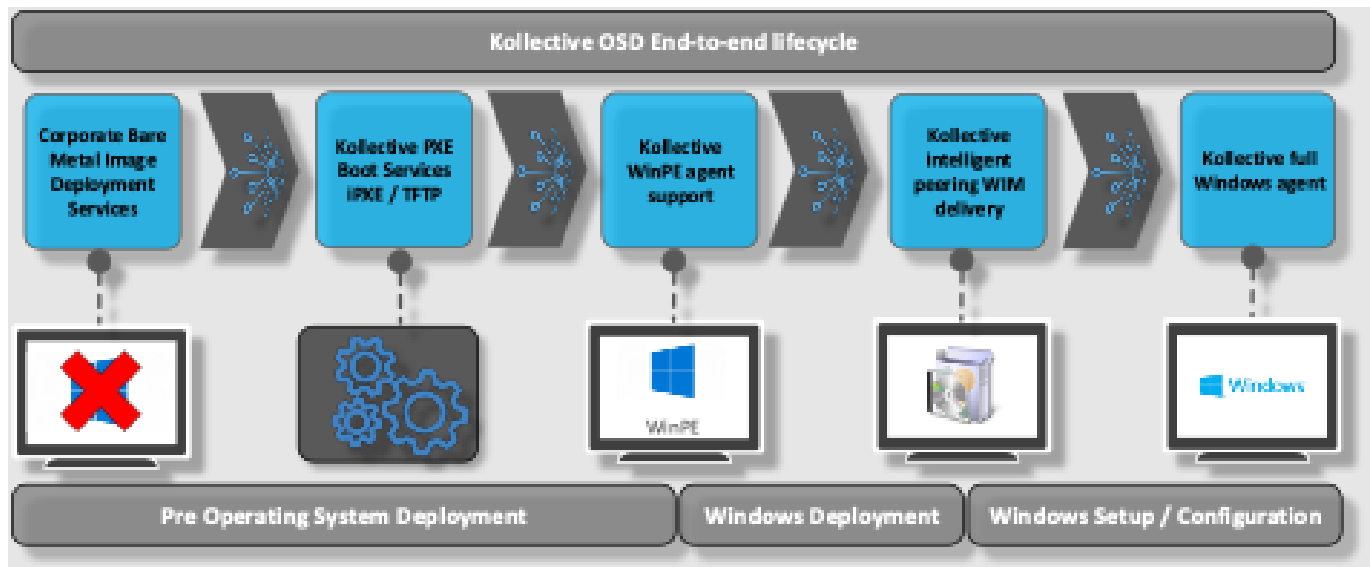 Kollective OSD End-to-end lifecycle
Corporate Bare
Metal Image
Deployment
Services
Kollective PXE
Boot Services
iPXE / TFTP
Kollective
WinPE agent
support
Kollective
intelligent
peering WIM
delivery
Kollective full
Windows agent
WinPE
Windows
Pre Operating System Deployment
Windows Deployment
Windows Setup / Configuration